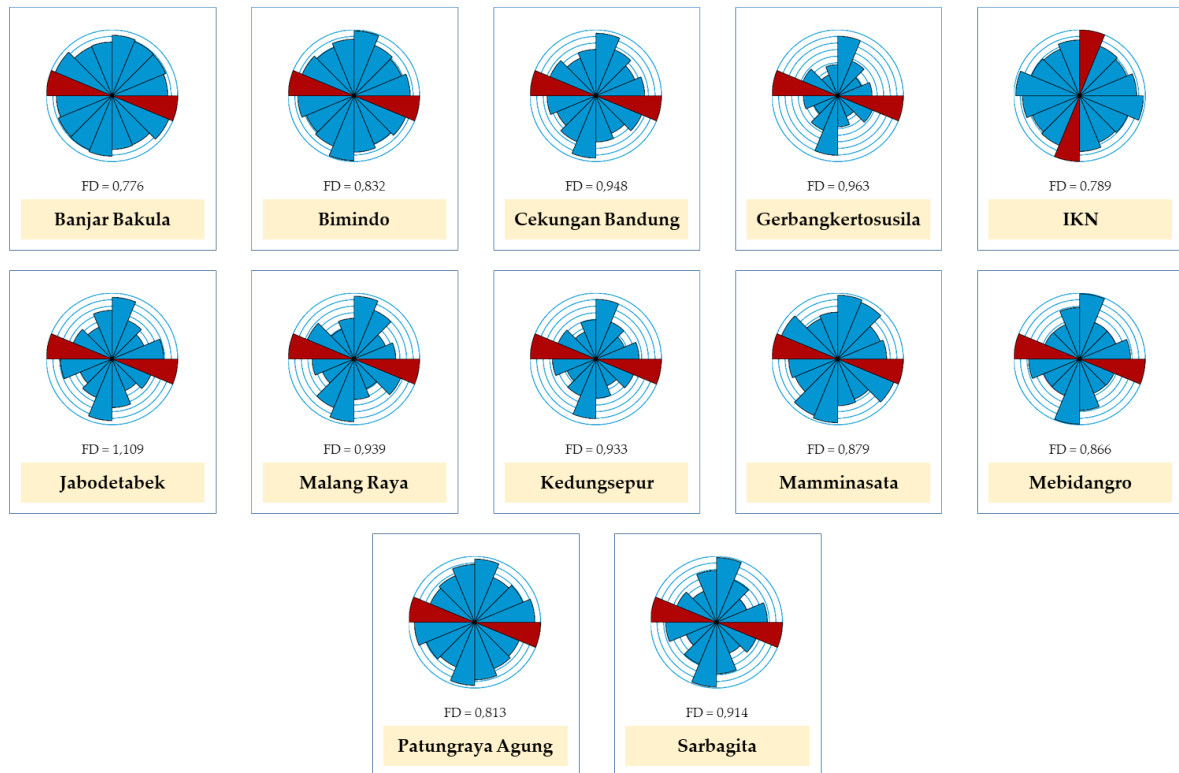 FD = 0,776
Banjar Bakula
FD = 0,832
Bimindo
FD = 0,948
Cekungan Bandung
FD = 0,963
Gerbangkertosusila
FD = 0.789
IKN
FD = 1,109
Jabodetabek
FD = 0,939
Malang Raya
FD = 0,933
Kedungsepur
FD = 0,879
Mamminasata
FD = 0,866
Mebidangro
FD = 0,813
Patungraya Agung
FD = 0,914
Sarbagita